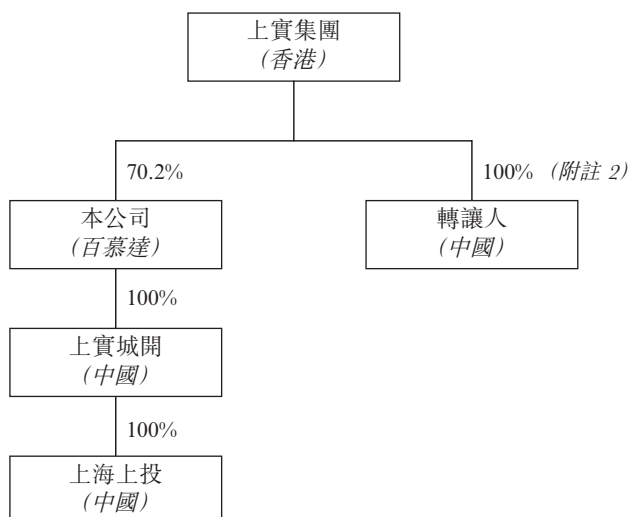 上實集團
(香港)
70.2%
100% (附註 2)
本公司
(百慕達)
轉讓人
(中國)
100%
上實城開
(中國)
100%
上海上投
(中國)